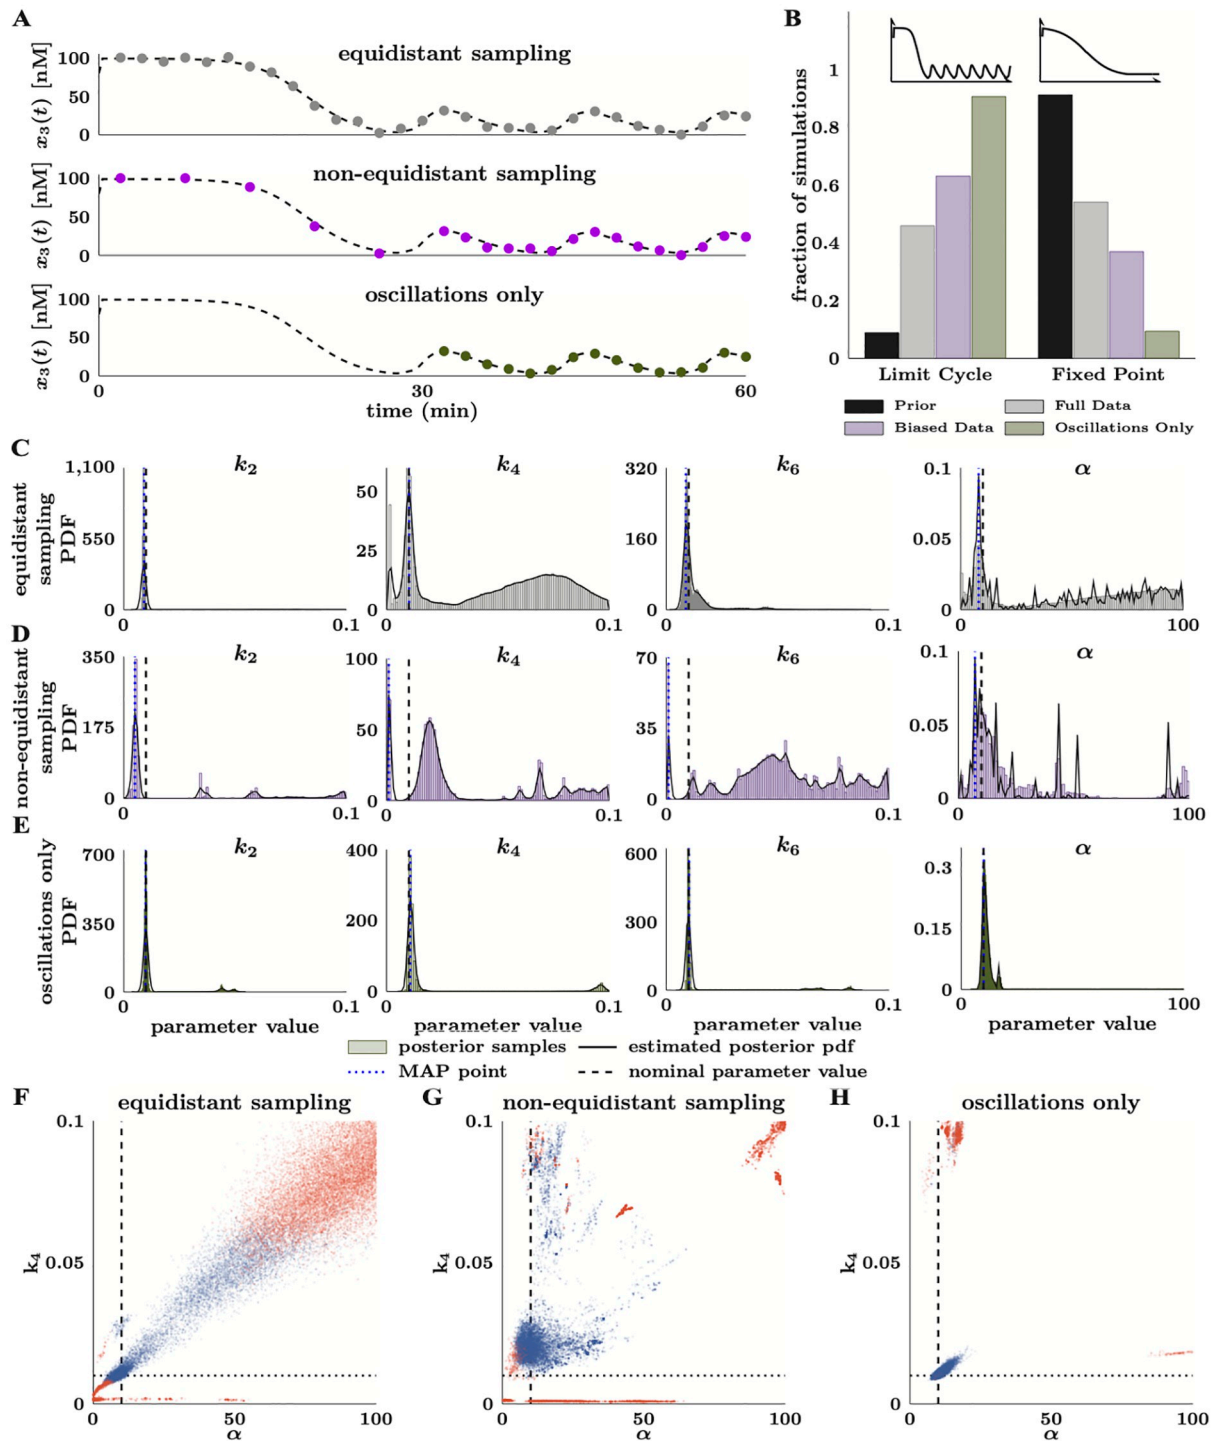 A
equidistant sampling
x₃(t) [nM]
100
50
0
non-equidistant sampling
x₃(t) [nM]
100
50
0
oscillations only
x₃(t) [nM]
100
50
0
0 30 60
time (min)
B
fraction of simulations
1
0.8
0.6
0.4
0.2
0
Limit Cycle Fixed Point
Prior Full Data
Biased Data Oscillations Only
C
equidistant
sampling
PDF
k₂ k₄ k₆ α
1,100
550
0
0 0.1
50
25
0
0 0.1
320
160
0
0 0.1
0.1
0.05
0
0 100
D
non-equidistant
sampling
PDF
k₂ k₄ k₆ α
350
175
0
0 0.1
100
50
0
0 0.1
70
35
0
0 0.1
0.1
0.05
0
0 100
E
oscillations only
PDF
k₂ k₄ k₆ α
700
350
0
0 0.1
400
200
0
0 0.1
600
300
0
0 0.1
0.3
0.15
0
0 100
parameter value parameter value parameter value parameter value
posterior samples estimated posterior pdf
MAP point nominal parameter value
F
equidistant sampling
k₄
0.1
0.05
0
0 50 100
α
G
non-equidistant sampling
k₄
0.1
0.05
0
0 50 100
α
H
oscillations only
k₄
0.1
0.05
0
0 50 100
α